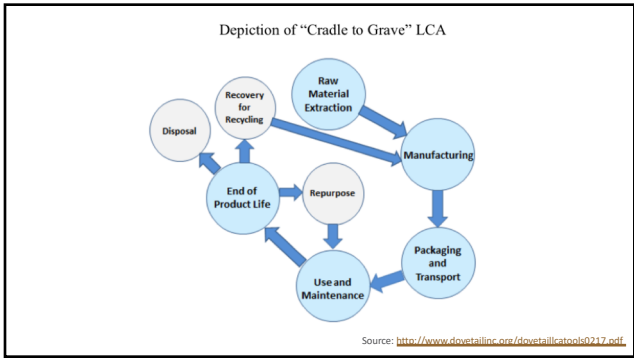 Depiction of “Cradle to Grave” LCA
Raw
Material
Extraction
Recovery
for
Recycling
Disposal
Manufacturing
End of
Product Life
Repurpose
Packaging
and
Transport
Use and
Maintenance
Source: http://www.dovetailinc.org/dovetaillcatools0217.pdf